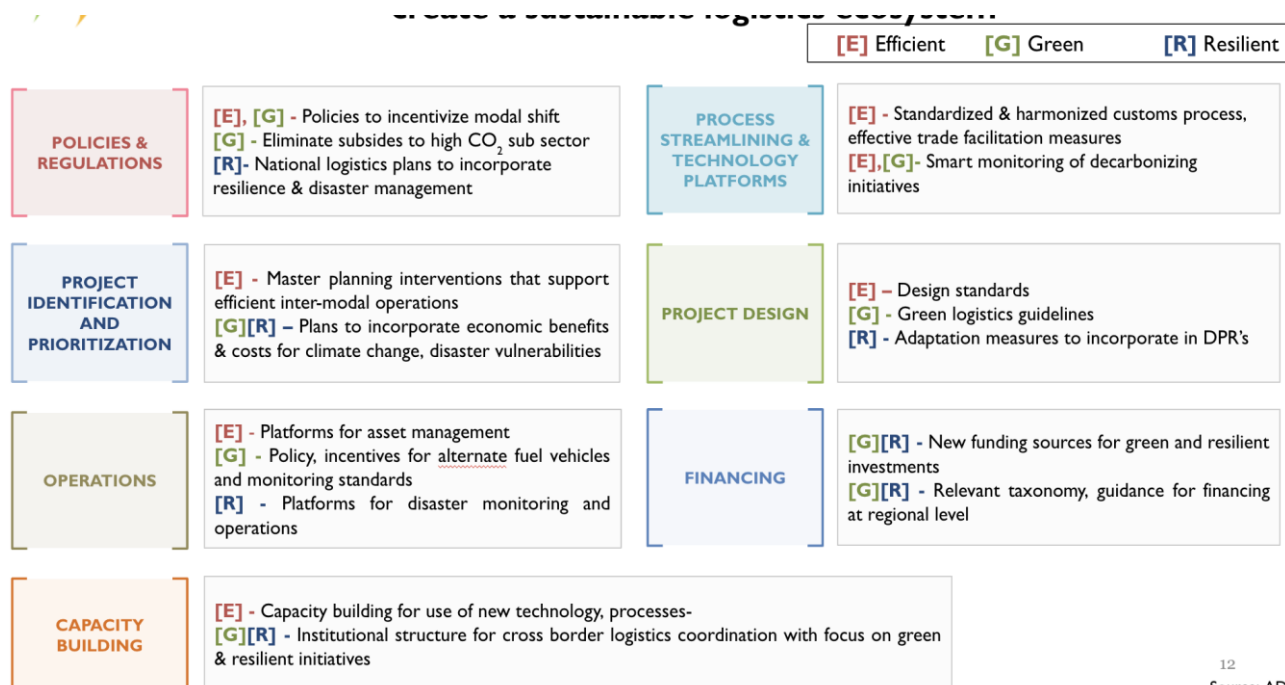 create a sustainable logistics ecosystem
[E] Efficient [G] Green [R] Resilient
POLICIES &
REGULATIONS
[E], [G] - Policies to incentivize modal shift
[G] - Eliminate subsides to high CO2 sub sector
[R]- National logistics plans to incorporate
resilience & disaster management
PROCESS
STREAMLINING &
TECHNOLOGY
PLATFORMS
[E] - Standardized & harmonized customs process,
effective trade facilitation measures
[E],[G]- Smart monitoring of decarbonizing
initiatives
PROJECT
IDENTIFICATION
AND
PRIORITIZATION
[E] - Master planning interventions that support
efficient inter-modal operations
[G][R] – Plans to incorporate economic benefits
& costs for climate change, disaster vulnerabilities
PROJECT DESIGN
[E] – Design standards
[G] - Green logistics guidelines
[R] - Adaptation measures to incorporate in DPR's
OPERATIONS
[E] - Platforms for asset management
[G] - Policy, incentives for alternate fuel vehicles
and monitoring standards
[R] - Platforms for disaster monitoring and
operations
FINANCING
[G][R] - New funding sources for green and resilient
investments
[G][R] - Relevant taxonomy, guidance for financing
at regional level
CAPACITY
BUILDING
[E] - Capacity building for use of new technology, processes-
[G][R] - Institutional structure for cross border logistics coordination with focus on green
& resilient initiatives
12